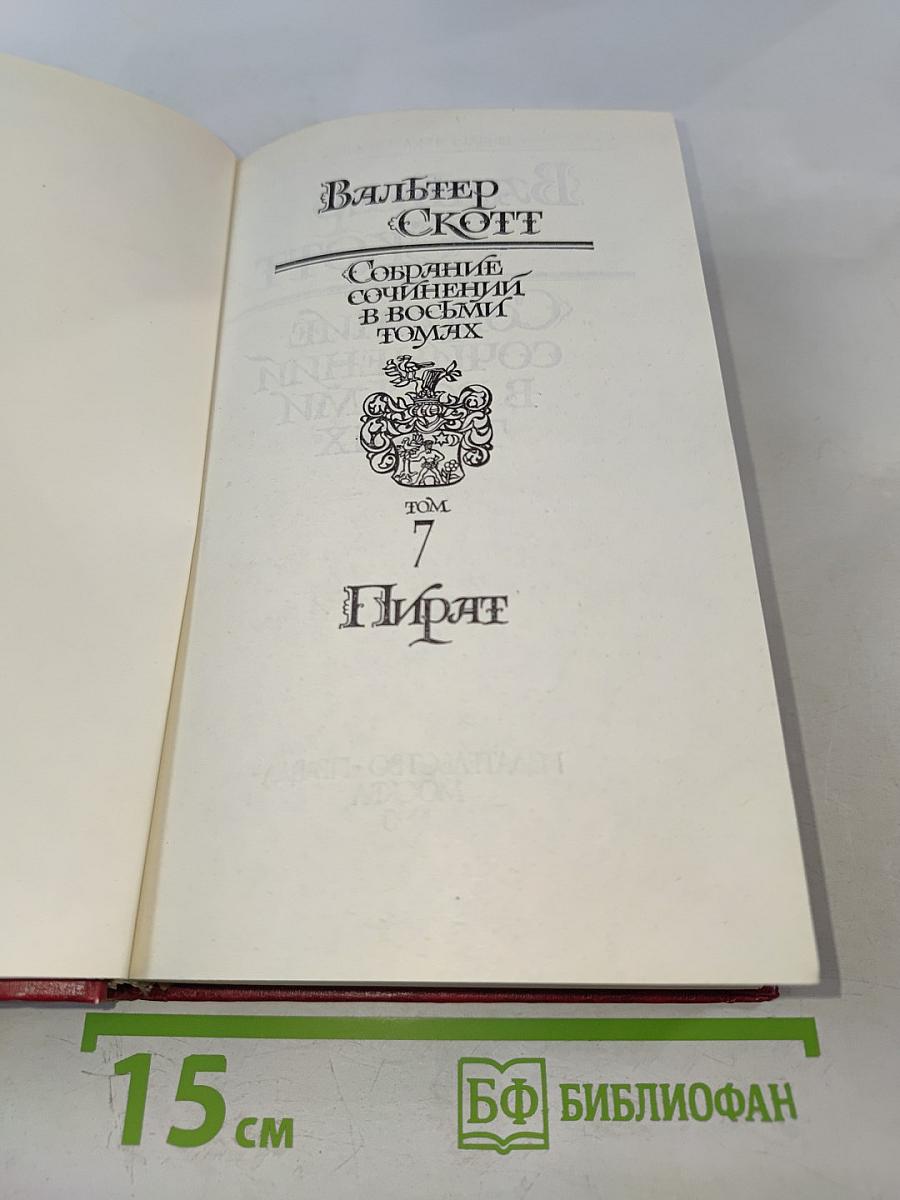 Вальтер
Скотт
Собрание
сочинений
в восьми
томах
том
7
Пират
15 см
БФ БИБЛИОФАН